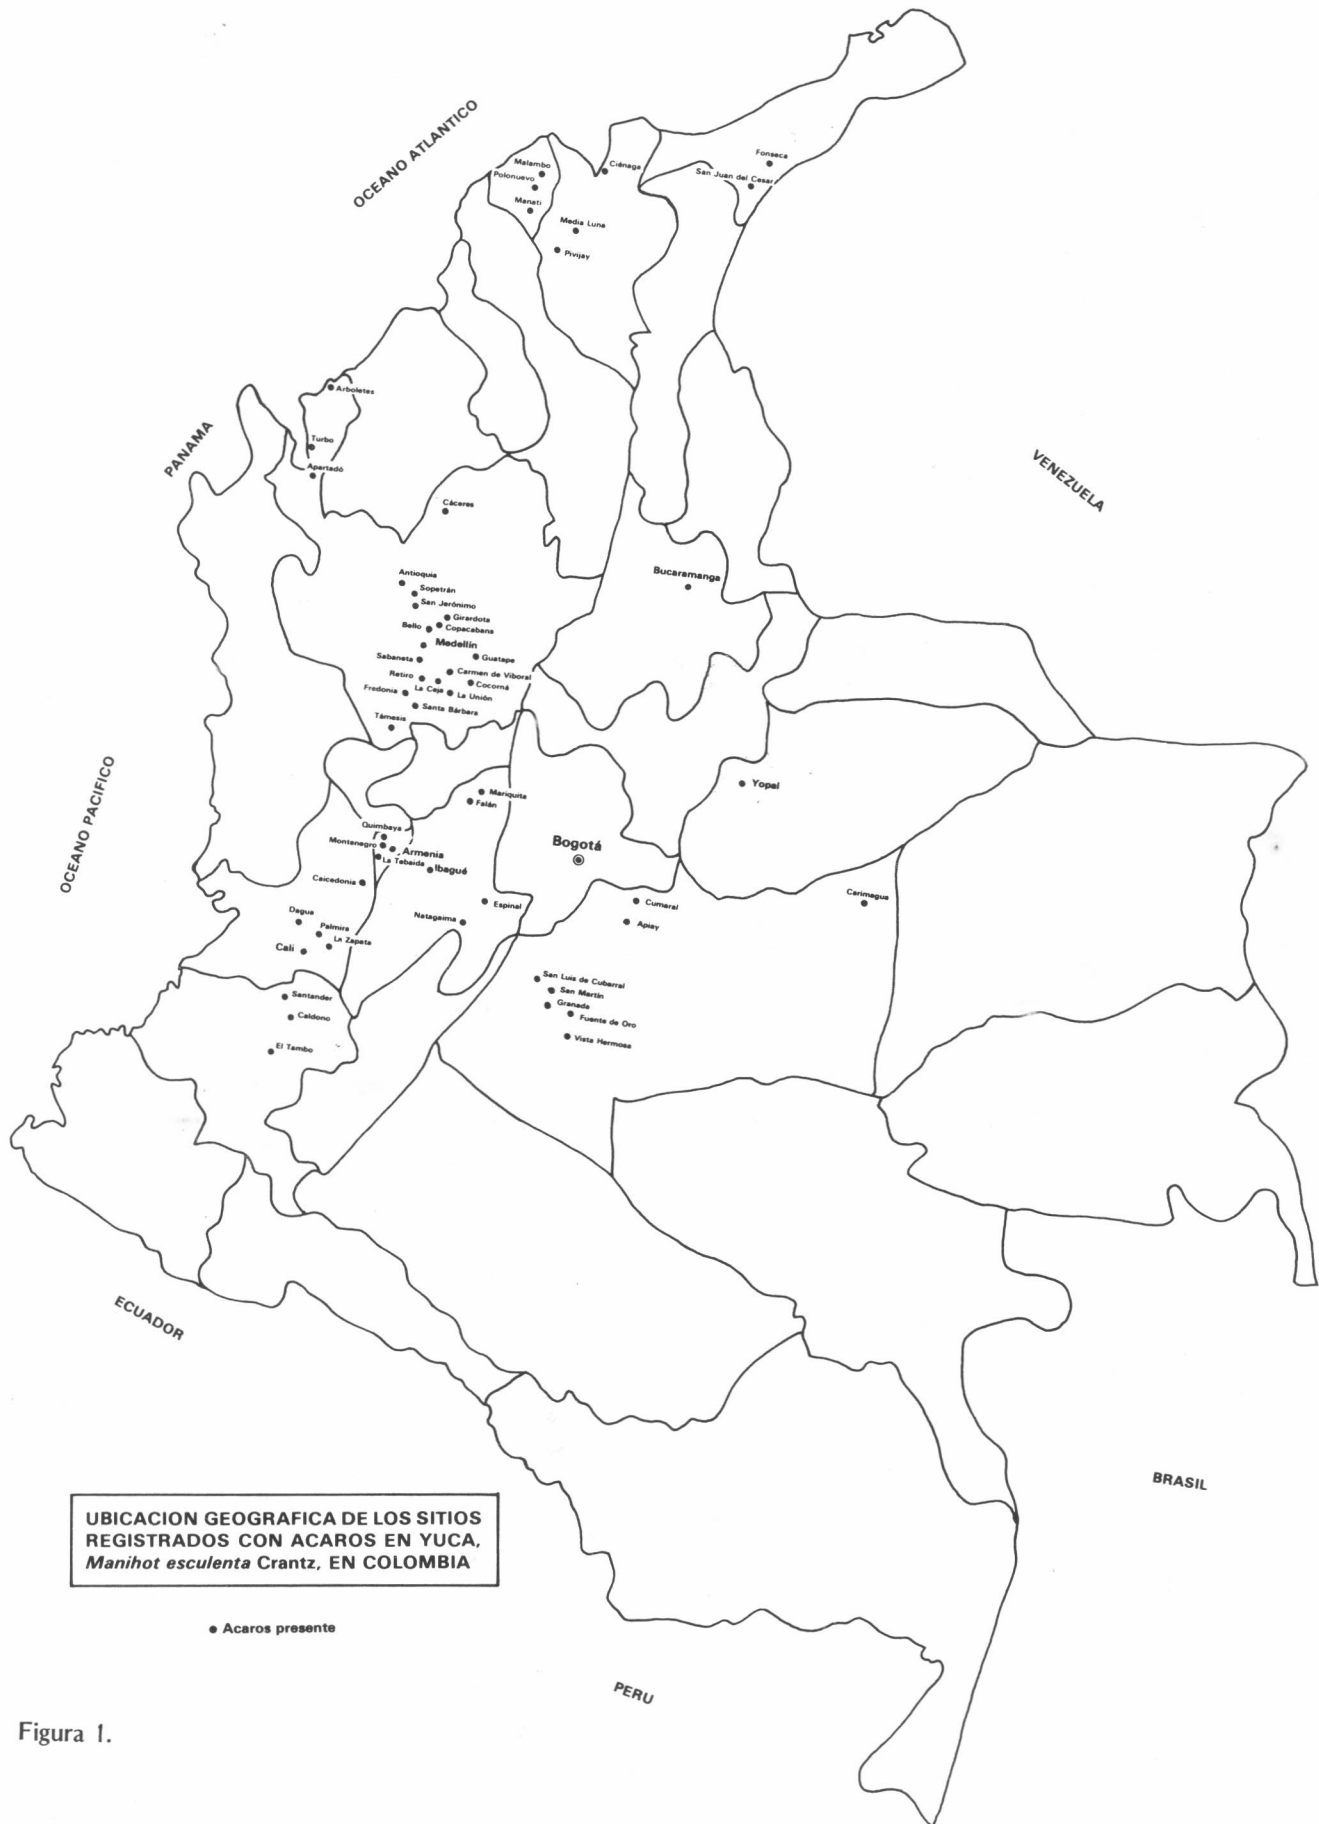 OCEANO ATLANTICO
Fonseca
Malambo
Ciénaga
San Juan del Cesar
Polonuevo
Manatí
Media Luna
Pivijay
Arboletes
PANAMA
Turbo
VENEZUELA
Apartadó
Cáceres
Antioquia
Bucaramanga
Sopetrán
San Jerónimo
Girardota
Bello
Copacabana
Medellín
Sabaneta
Guatape
Retiro
Carmen de Viboral
Cocorná
Fredonia
La Ceja
La Unión
Santa Bárbara
Támesis
OCEANO PACIFICO
Yopal
Mariquita
Falán
Quimbaya
Montenegro
Armenia
Bogotá
La Tebaida
Ibagué
Caicedonia
Carimagua
Espinal
Cumaral
Dagua
Natagaima
Apiay
Palmira
La Zapata
Cali
San Luis de Cubarral
San Martín
Santander
Granada
Caldono
Fuente de Oro
Vista Hermosa
El Tambo
ECUADOR
BRASIL
UBICACION GEOGRAFICA DE LOS SITIOS
REGISTRADOS CON ACAROS EN YUCA,
Manihot esculenta Crantz, EN COLOMBIA
Acaros presente
PERU
Figura 1.